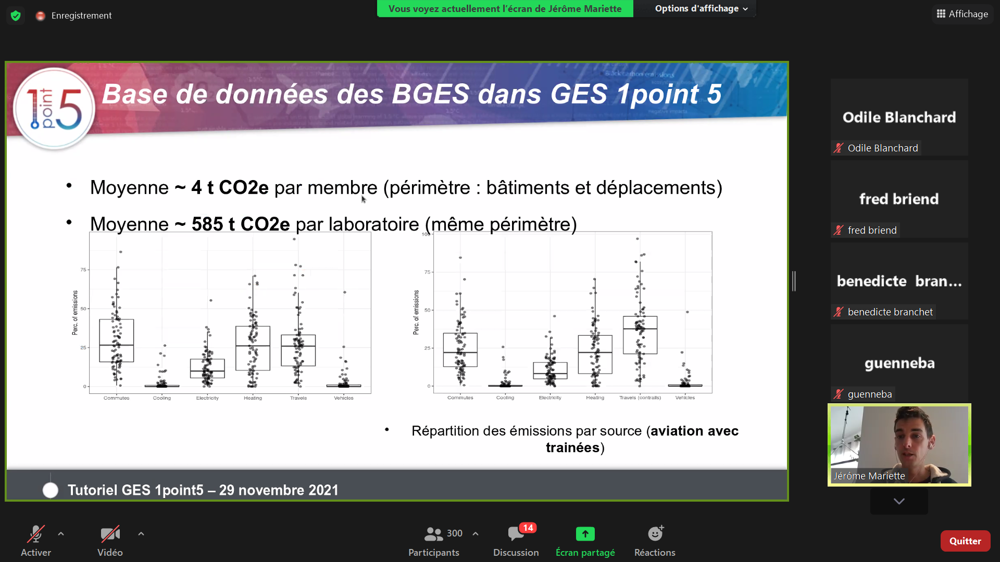 Vous voyez actuellement l'écran de Jérôme Mariette
Options d'affichage
Enregistrement
Affichage
1point5
Base de données des BGES dans GES 1point 5
Black carbon emissions
• Moyenne ~ 4 t CO2e par membre (périmètre : bâtiments et déplacements)
• Moyenne ~ 585 t CO2e par laboratoire (même périmètre)
Perc. of emissions
75
50
25
0
Commutes Cooling Electricity Heating Travels Vehicles
Perc. of emissions
100
75
50
25
0
Commutes Cooling Electricity Heating Travels (contrails) Vehicles
• Répartition des émissions par source (aviation avec
trainées)
Tutoriel GES 1point5 – 29 novembre 2021
Odile Blanchard
Odile Blanchard
fred briend
fred briend
benedicte bran...
benedicte branchet
guenneba
guenneba
Jérôme Mariette
Activer
Vidéo
300
Participants
14
Discussion
Écran partagé
Réactions
Quitter